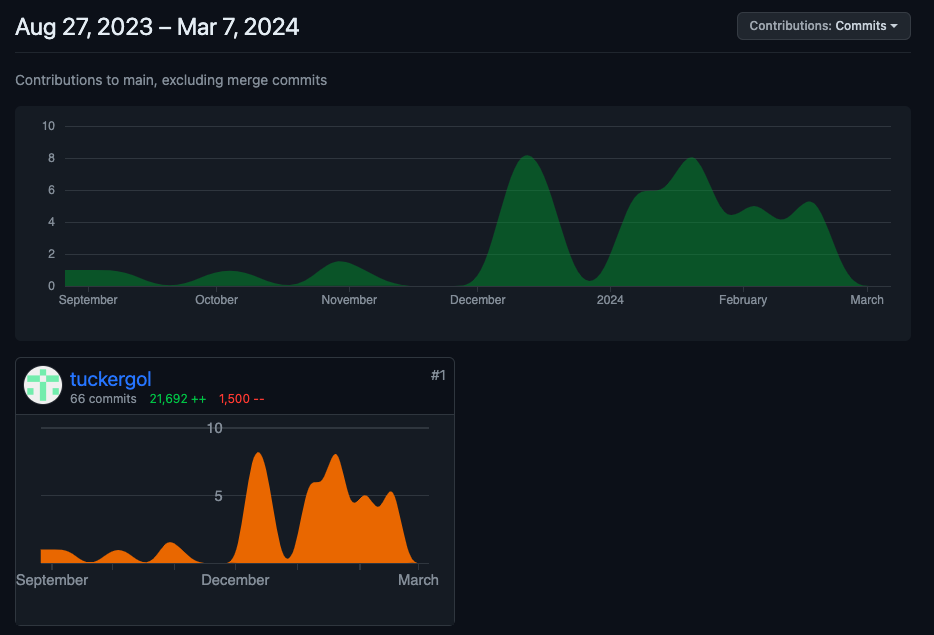 Aug 27, 2023 – Mar 7, 2024
Contributions: Commits
Contributions to main, excluding merge commits
10
8
6
4
2
0
September October November December 2024 February March
tuckergol #1
66 commits 21,692 ++ 1,500 --
10
5
September December March